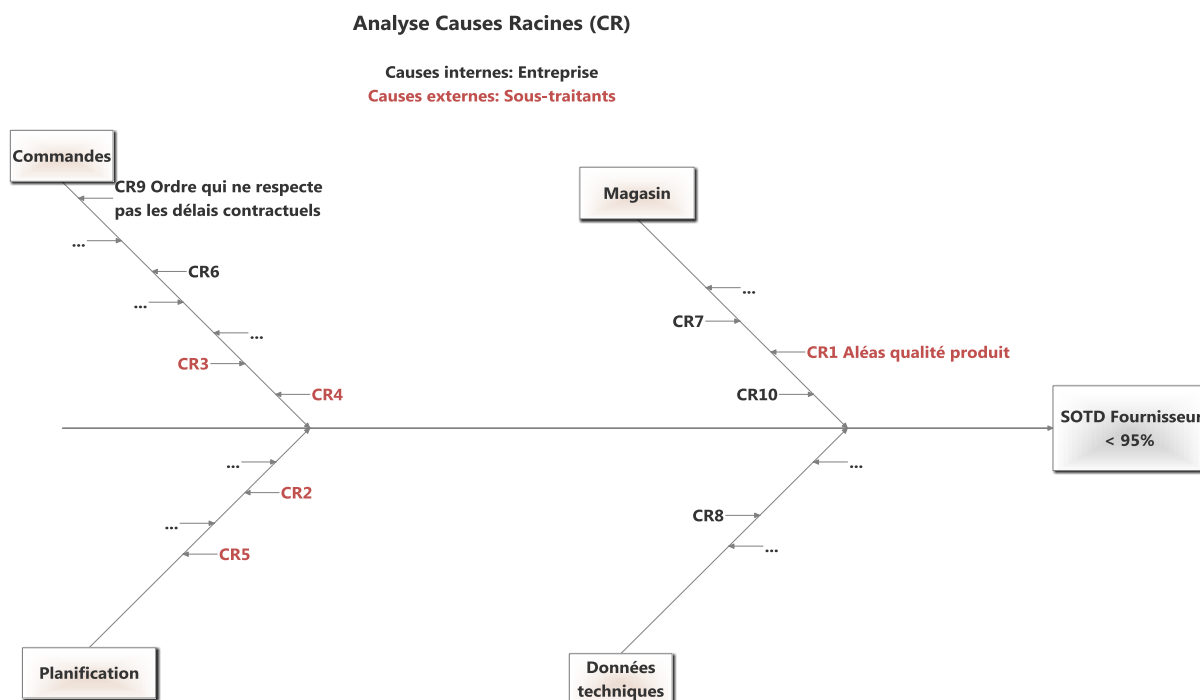 Analyse Causes Racines (CR)
Causes internes: Entreprise
Causes externes: Sous-traitants
Commandes
CR9 Ordre qui ne respecte
pas les délais contractuels
...
CR6
...
...
CR3
CR4
Magasin
...
CR7
CR1 Aléas qualité produit
CR10
SOTD Fournisseur
< 95%
...
CR2
...
CR5
Planification
...
CR8
...
Données
techniques